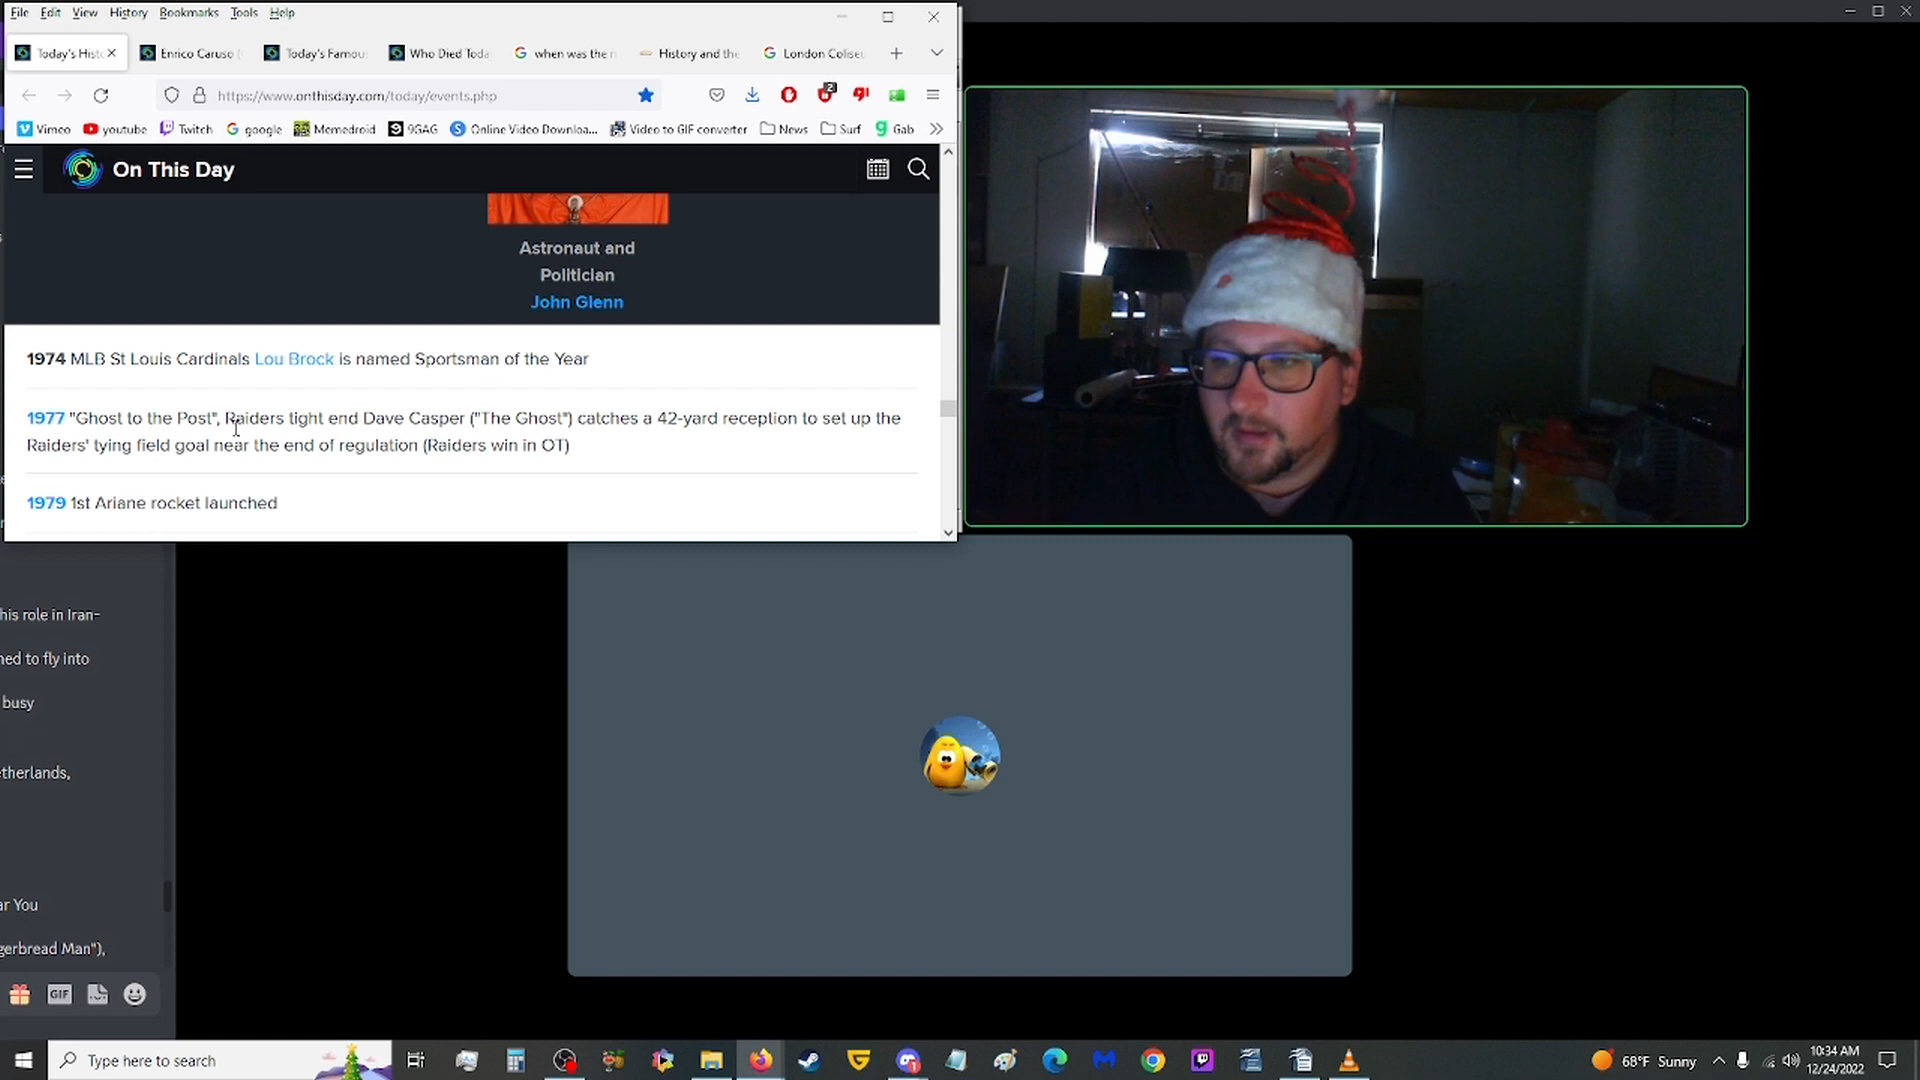 File Edit View History Bookmarks Tools Help
Today's Histo
Enrico Caruso (
Today's Famou
Who Died Toda
when was the n
History and the
London Coliseu
https://www.onthisday.com/today/events.php
2
Vimeo youtube Twitch google Memedroid 9GAG Online Video Downloa... Video to GIF converter News Surf Gab
On This Day
Astronaut and
Politician
John Glenn
1974 MLB St Louis Cardinals Lou Brock is named Sportsman of the Year
1977 "Ghost to the Post", Raiders tight end Dave Casper ("The Ghost") catches a 42-yard reception to set up the
Raiders' tying field goal near the end of regulation (Raiders win in OT)
1979 1st Ariane rocket launched
his role in Iran-
ned to fly into
busy
etherlands,
ar You
gerbread Man"),
GIF
Type here to search
68°F Sunny
10:34 AM
12/24/2022